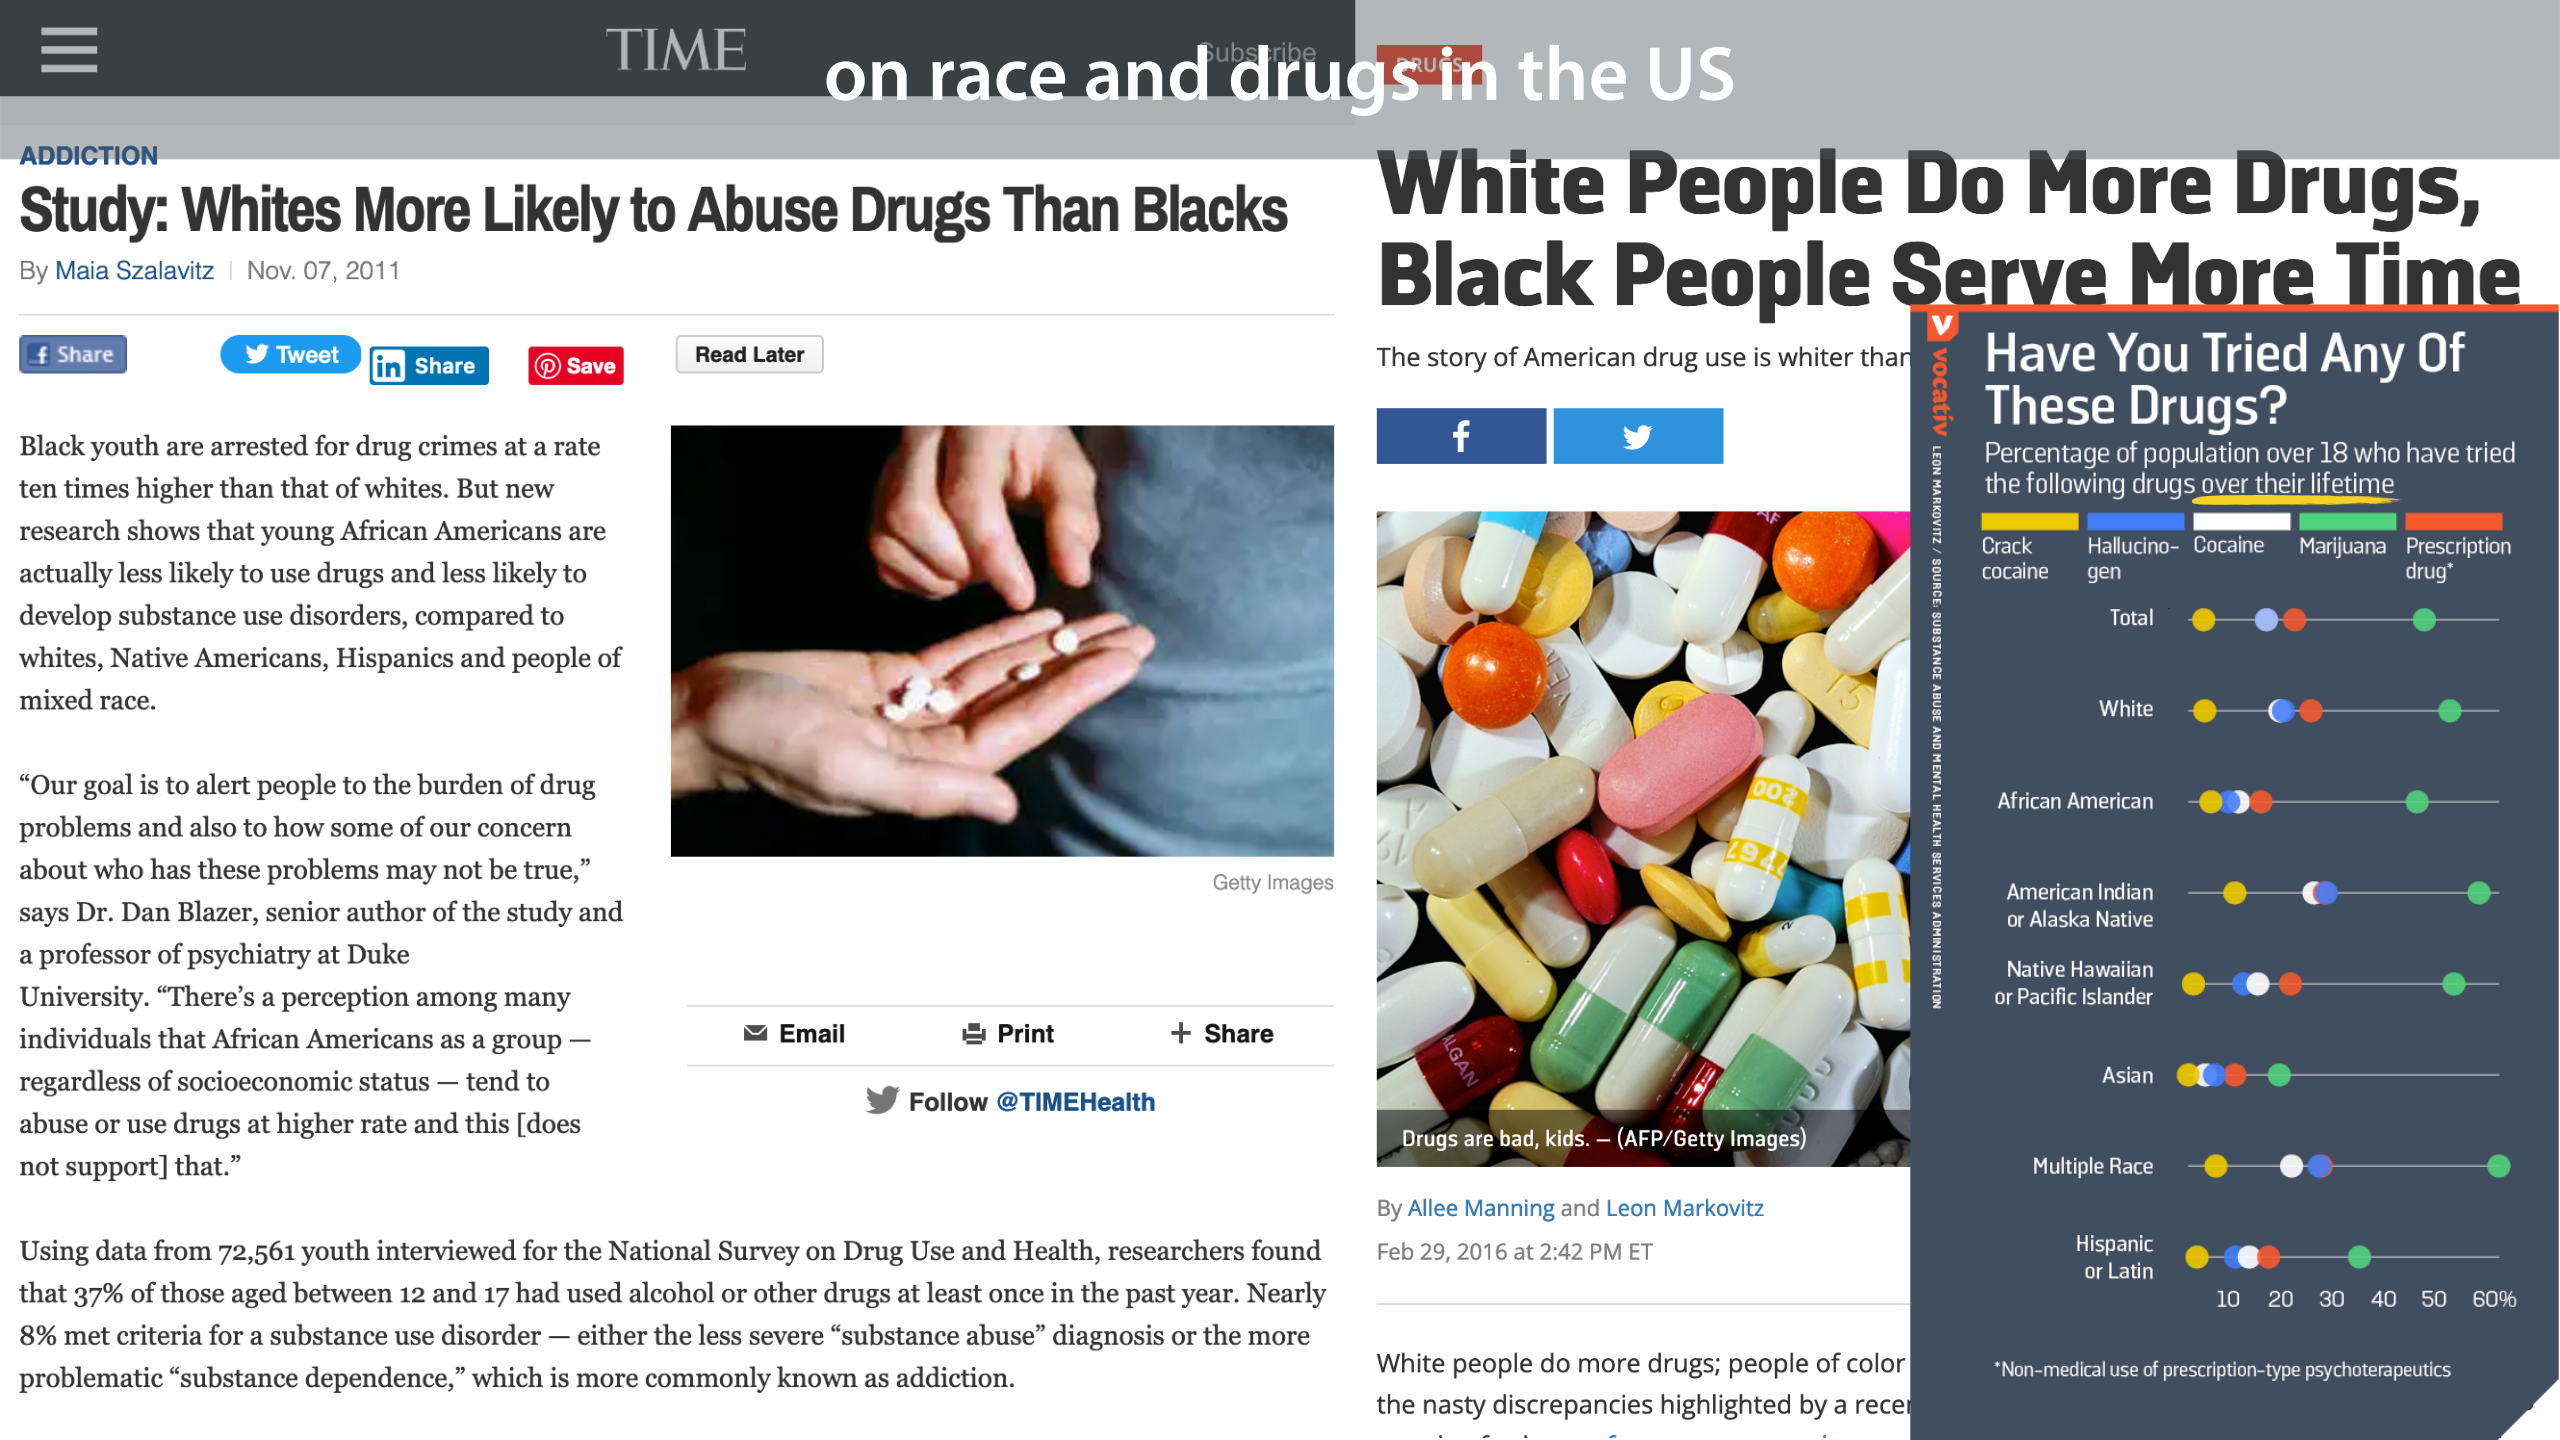 TIME
Subscribe
on race and drugs in the US
DRUGS
ADDICTION
Study: Whites More Likely to Abuse Drugs Than Blacks
By Maia Szalavitz | Nov. 07, 2011
Share
Tweet
Share
Save
Read Later
Black youth are arrested for drug crimes at a rate
ten times higher than that of whites. But new
research shows that young African Americans are
actually less likely to use drugs and less likely to
develop substance use disorders, compared to
whites, Native Americans, Hispanics and people of
mixed race.
“Our goal is to alert people to the burden of drug
problems and also to how some of our concern
about who has these problems may not be true,”
says Dr. Dan Blazer, senior author of the study and
a professor of psychiatry at Duke
University. “There’s a perception among many
individuals that African Americans as a group —
regardless of socioeconomic status — tend to
abuse or use drugs at higher rate and this [does
not support] that.”
Getty Images
Email
Print
+ Share
Follow @TIMEHealth
Using data from 72,561 youth interviewed for the National Survey on Drug Use and Health, researchers found
that 37% of those aged between 12 and 17 had used alcohol or other drugs at least once in the past year. Nearly
8% met criteria for a substance use disorder — either the less severe “substance abuse” diagnosis or the more
problematic “substance dependence,” which is more commonly known as addiction.
White People Do More Drugs,
Black People Serve More Time
The story of American drug use is whiter than
200
767
15
ALGAN
Drugs are bad, kids. — (AFP/Getty Images)
By Allee Manning and Leon Markovitz
Feb 29, 2016 at 2:42 PM ET
White people do more drugs; people of color
the nasty discrepancies highlighted by a recen
vocativ
LEON MARKOVITZ / SOURCE: SUBSTANCE ABUSE AND MENTAL HEALTH SERVICES ADMINISTRATION
Have You Tried Any Of
These Drugs?
Percentage of population over 18 who have tried
the following drugs over their lifetime
Crack
cocaine
Hallucino-
gen
Cocaine
Marijuana
Prescription
drug*
Total
White
African American
American Indian
or Alaska Native
Native Hawaiian
or Pacific Islander
Asian
Multiple Race
Hispanic
or Latin
10 20 30 40 50 60%
*Non-medical use of prescription-type psychoterapeutics